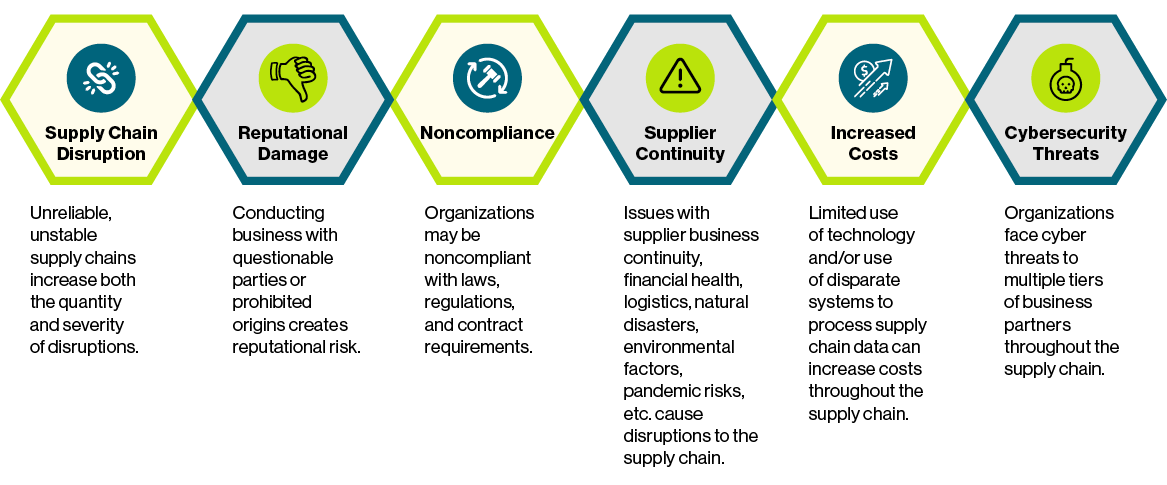 Supply Chain
Disruption
Unreliable,
unstable
supply chains
increase both
the quantity
and severity
of disruptions.
Reputational
Damage
Conducting
business with
questionable
parties or
prohibited
origins creates
reputational risk.
Noncompliance
Organizations
may be
noncompliant
with laws,
regulations,
and contract
requirements.
Supplier
Continuity
Issues with
supplier business
continuity,
financial health,
logistics, natural
disasters,
environmental
factors,
pandemic risks,
etc. cause
disruptions to the
supply chain.
$
Increased
Costs
Limited use
of technology
and/or use
of disparate
systems to
process supply
chain data can
increase costs
throughout the
supply chain.
Cybersecurity
Threats
Organizations
face cyber
threats to
multiple tiers
of business
partners
throughout the
supply chain.